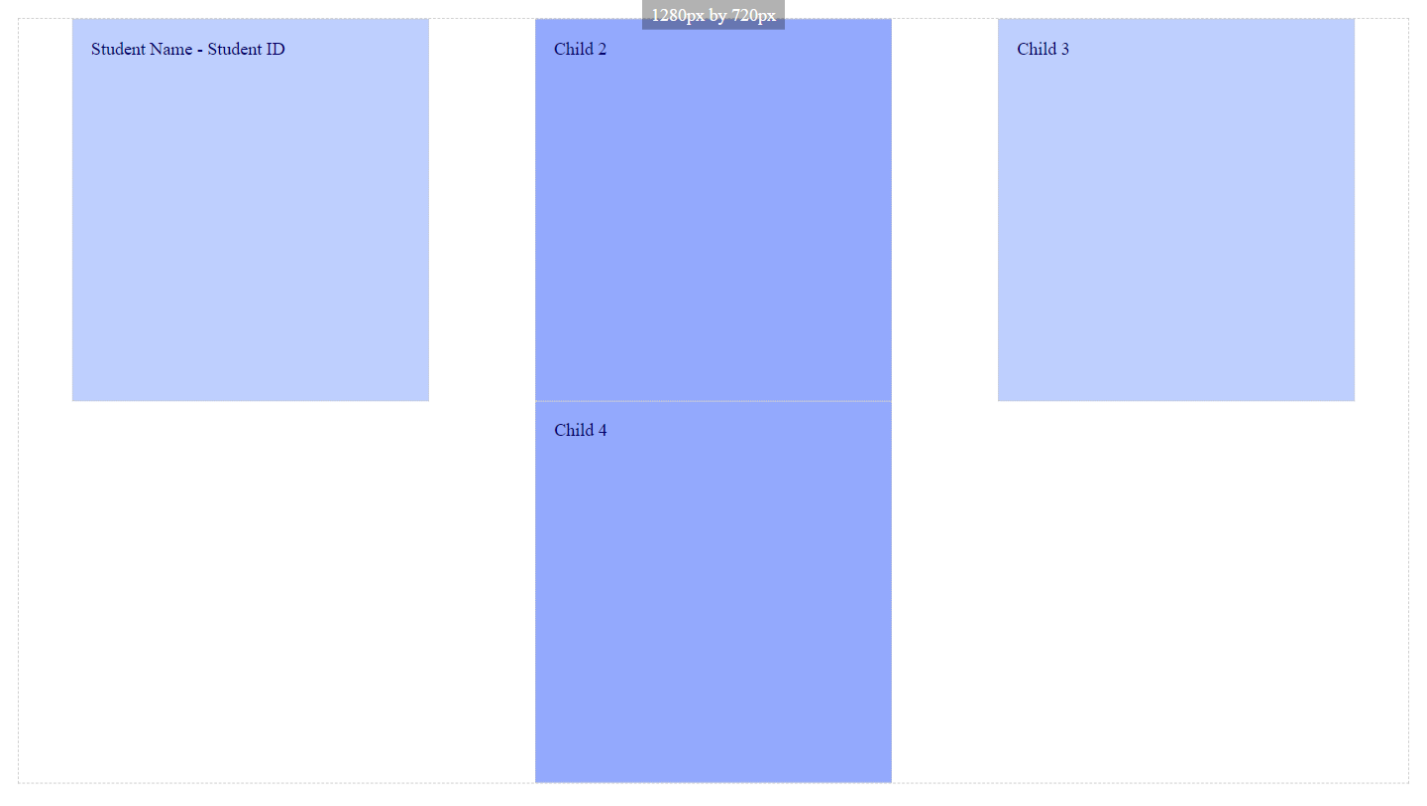 1280px by 720px
Student Name - Student ID
Child 2
Child 3
Child 4